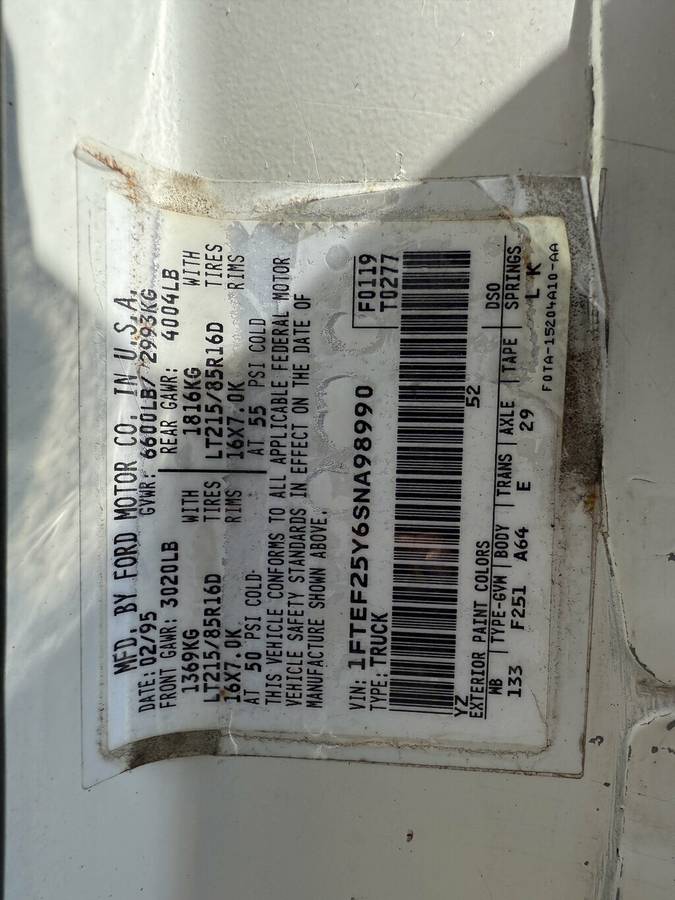 MFD. BY FORD MOTOR CO. IN U.S.A.
DATE: 02/95 GVWR: 6600LB/ 2993KG
FRONT GAWR: 3020LB REAR GAWR: 4004LB
1369KG WITH 1816KG WITH
LT215/85R16D TIRES LT215/85R16D TIRES
16X7.0K RIMS 16X7.0K RIMS
AT 50 PSI COLD AT 55 PSI COLD
THIS VEHICLE CONFORMS TO ALL APPLICABLE FEDERAL MOTOR
VEHICLE SAFETY STANDARDS IN EFFECT ON THE DATE OF
MANUFACTURE SHOWN ABOVE.
VIN: 1FTEF25Y6SNA98990 F0119
TYPE: TRUCK T0277
YZ 52
EXTERIOR PAINT COLORS DSO
WB TYPE-GVW BODY TRANS AXLE TAPE SPRINGS
133 F251 A64 E 29 L K
F0TA-15204A10-AA